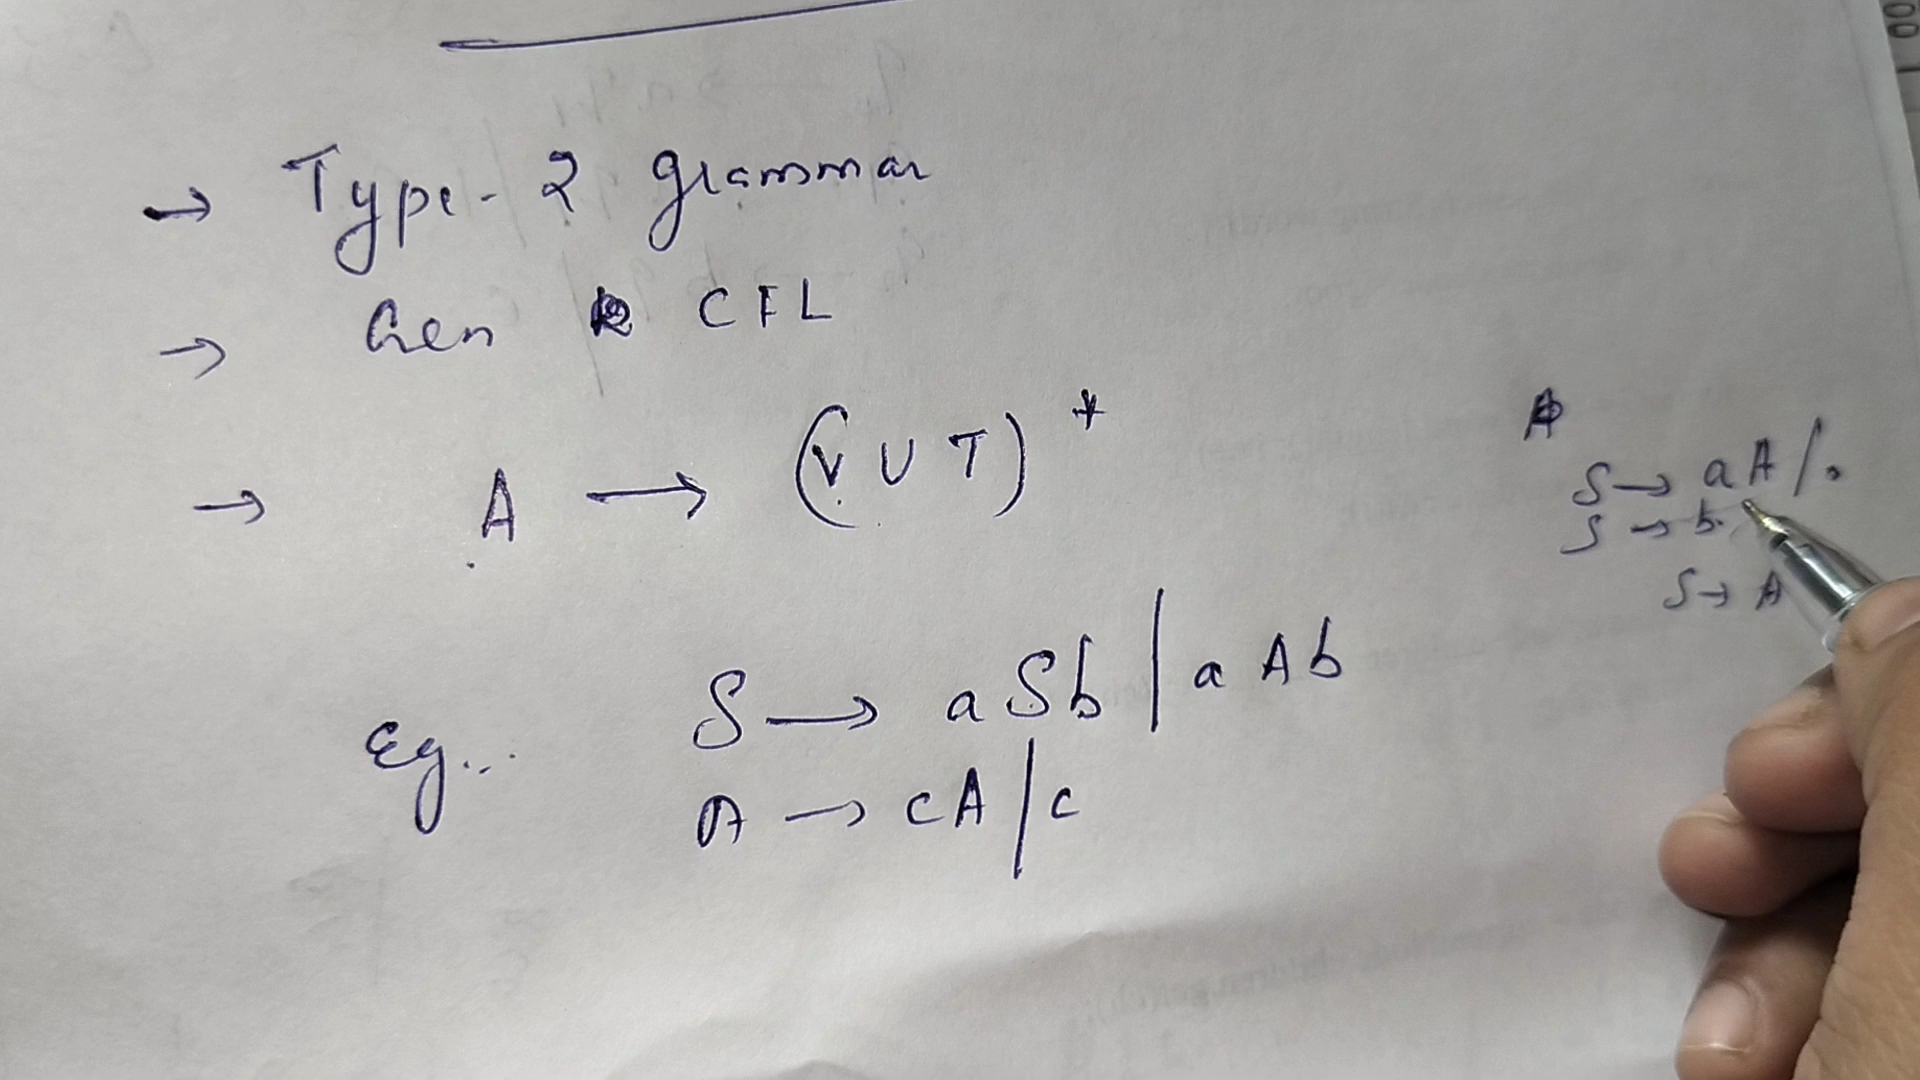 → Type-2 grammar
→ Gen CFL
→ A → (V U T)*
A
S → aA/.
S → b.
S → A
Eg... S → aSb | aAb
A → cA | c